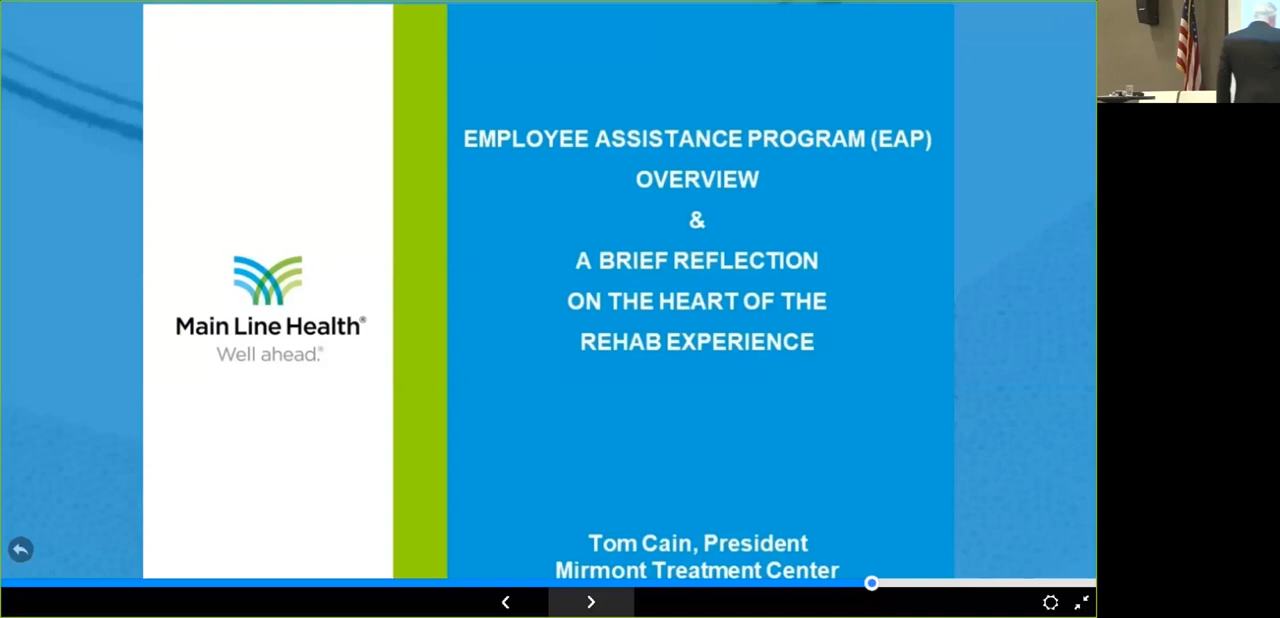 EMPLOYEE ASSISTANCE PROGRAM (EAP)
OVERVIEW
&
A BRIEF REFLECTION
ON THE HEART OF THE
REHAB EXPERIENCE
Main Line Health®
Well ahead.®
Tom Cain, President
Mirmont Treatment Center